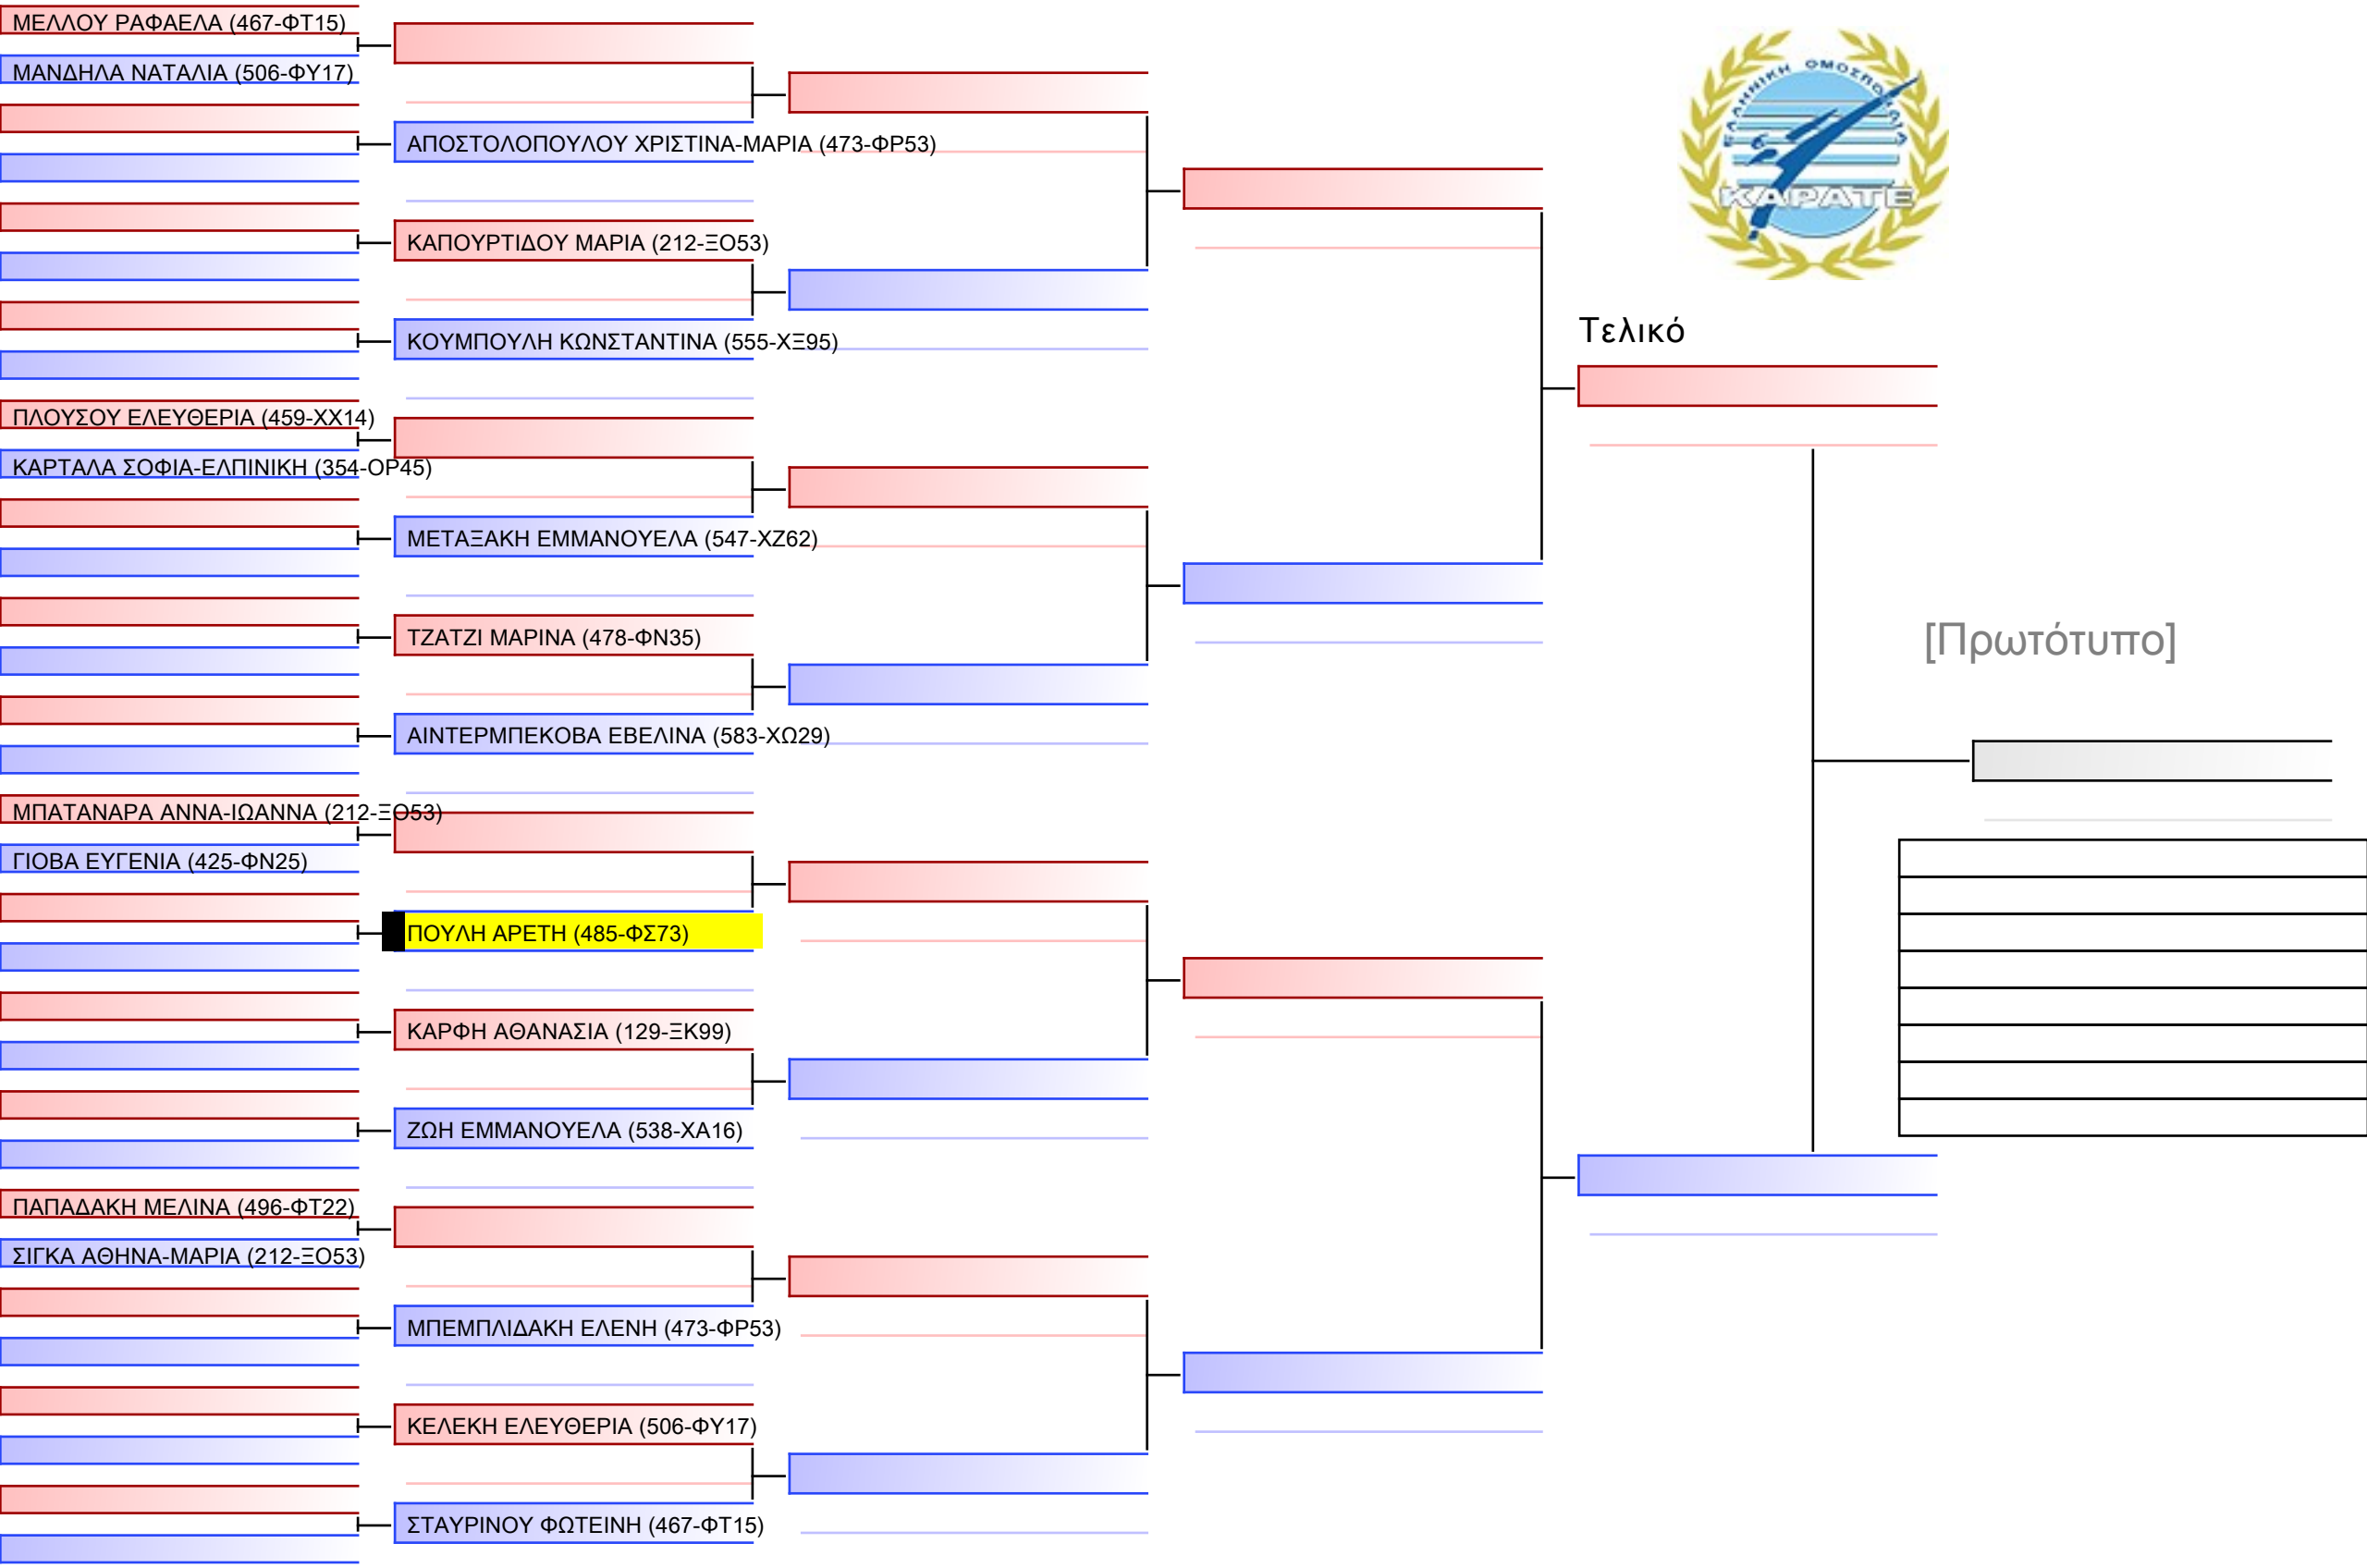 ΜΕΛΛΟΥ ΡΑΦΑΕΛΑ (467-ΦΤ15)
ΜΑΝΔΗΛΑ ΝΑΤΑΛΙΑ (506-ΦΥ17)
ΑΠΟΣΤΟΛΟΠΟΥΛΟΥ ΧΡΙΣΤΙΝΑ-ΜΑΡΙΑ (473-ΦΡ53)
ΚΑΠΟΥΡΤΙΔΟΥ ΜΑΡΙΑ (212-ΞΟ53)
ΚΟΥΜΠΟΥΛΗ ΚΩΝΣΤΑΝΤΙΝΑ (555-ΧΞ95)
ΠΛΟΥΣΟΥ ΕΛΕΥΘΕΡΙΑ (459-ΧΧ14)
ΚΑΡΤΑΛΑ ΣΟΦΙΑ-ΕΛΠΙΝΙΚΗ (354-ΟΡ45)
ΜΕΤΑΞΑΚΗ ΕΜΜΑΝΟΥΕΛΑ (547-ΧΖ62)
ΤΖΑΤΖΙ ΜΑΡΙΝΑ (478-ΦΝ35)
ΑΙΝΤΕΡΜΠΕΚΟΒΑ ΕΒΕΛΙΝΑ (583-ΧΩ29)
ΜΠΑΤΑΝΑΡΑ ΑΝΝΑ-ΙΩΑΝΝΑ (212-ΞΟ53)
ΓΙΟΒΑ ΕΥΓΕΝΙΑ (425-ΦΝ25)
ΠΟΥΛΗ ΑΡΕΤΗ (485-ΦΣ73)
ΚΑΡΦΗ ΑΘΑΝΑΣΙΑ (129-ΞΚ99)
ΖΩΗ ΕΜΜΑΝΟΥΕΛΑ (538-ΧΑ16)
ΠΑΠΑΔΑΚΗ ΜΕΛΙΝΑ (496-ΦΤ22)
ΣΙΓΚΑ ΑΘΗΝΑ-ΜΑΡΙΑ (212-ΞΟ53)
ΜΠΕΜΠΛΙΔΑΚΗ ΕΛΕΝΗ (473-ΦΡ53)
ΚΕΛΕΚΗ ΕΛΕΥΘΕΡΙΑ (506-ΦΥ17)
ΣΤΑΥΡΙΝΟΥ ΦΩΤΕΙΝΗ (467-ΦΤ15)
ΕΛΛΗΝΙΚΗ ΟΜΟΣΠΟΝΔΙΑ
ΚΑΡΑΤΕ
Τελικό
[Πρωτότυπο]